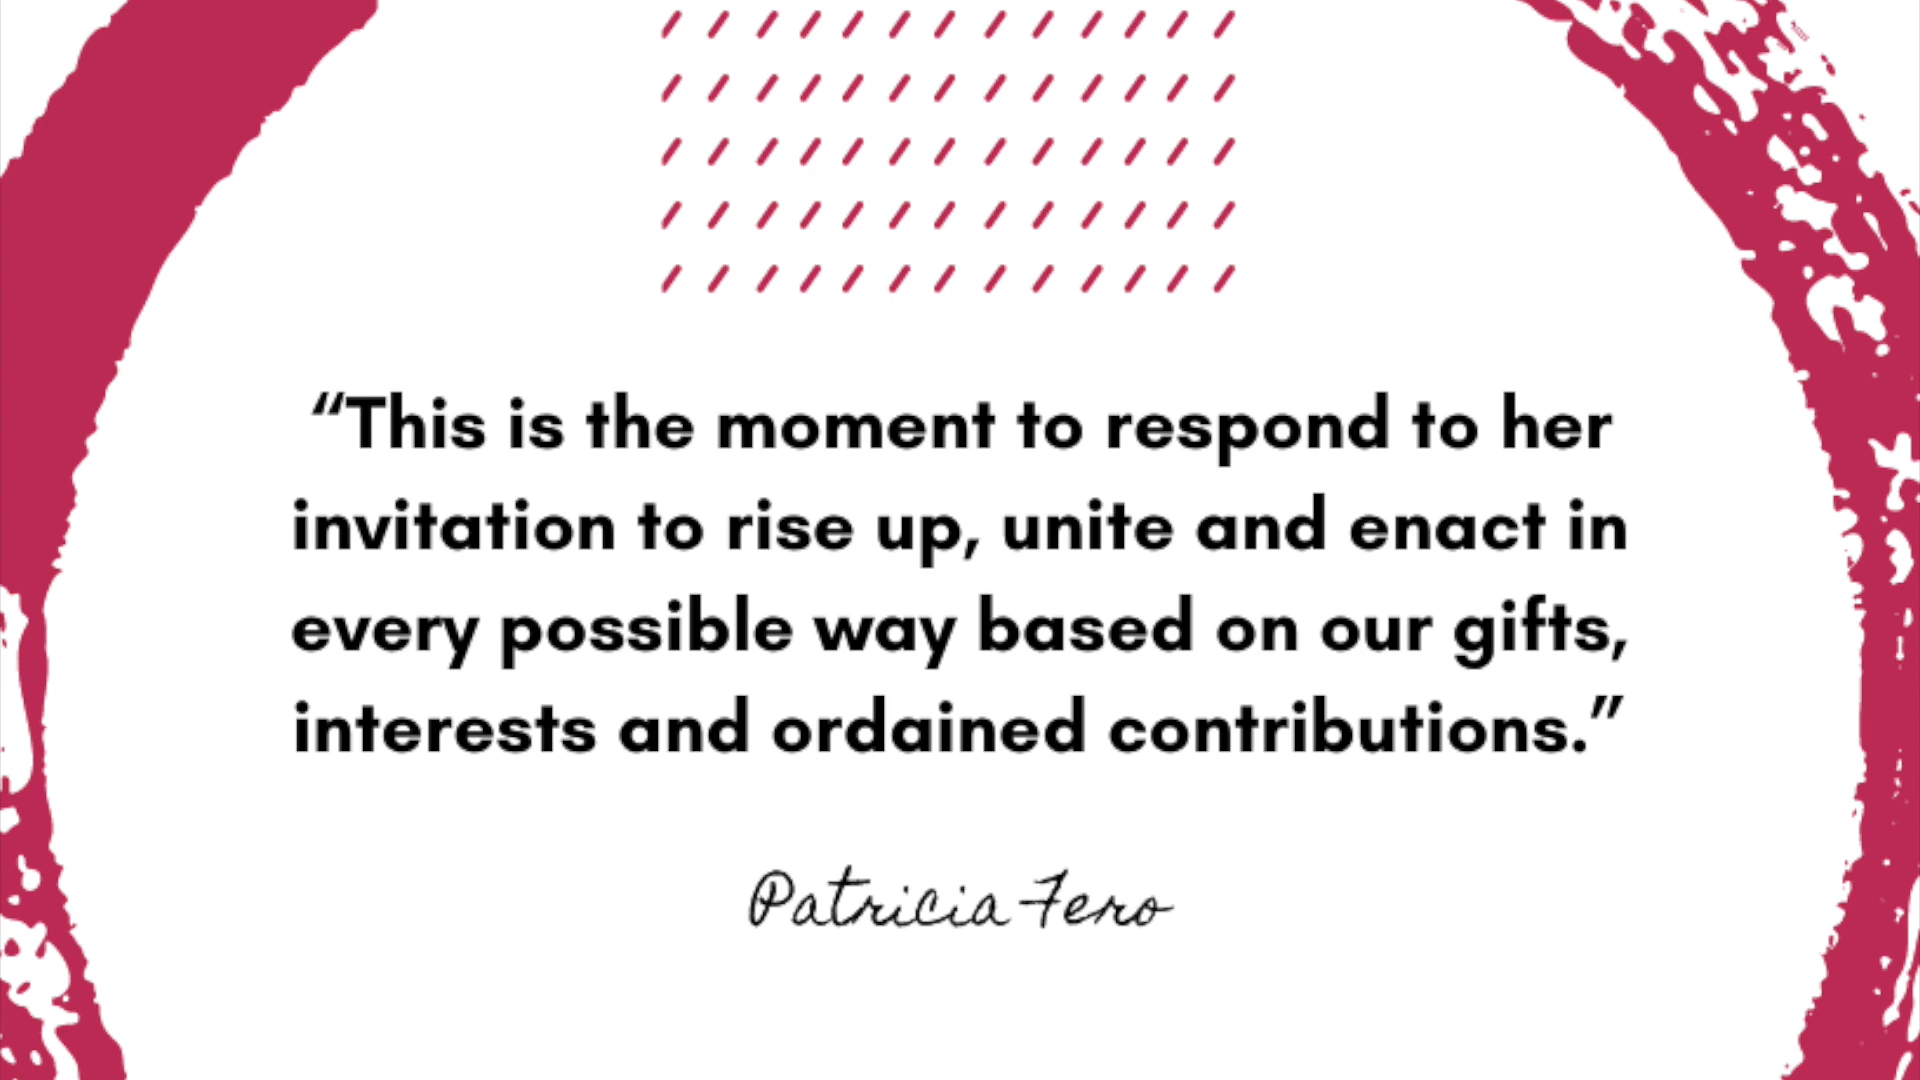 “This is the moment to respond to her
invitation to rise up, unite and enact in
every possible way based on our gifts,
interests and ordained contributions.”
Patricia Fero